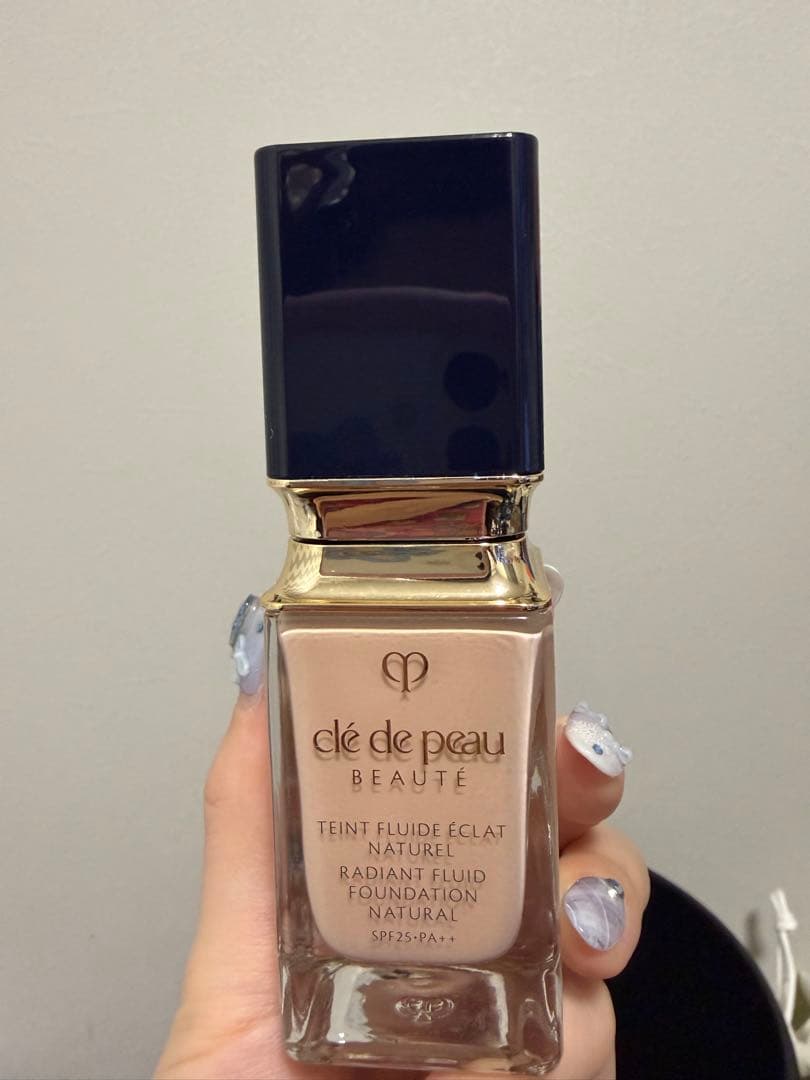 clé de peau
BEAUTÉ
TEINT FLUIDE ÉCLAT
NATUREL
RADIANT FLUID
FOUNDATION
NATURAL
SPF25•PA++